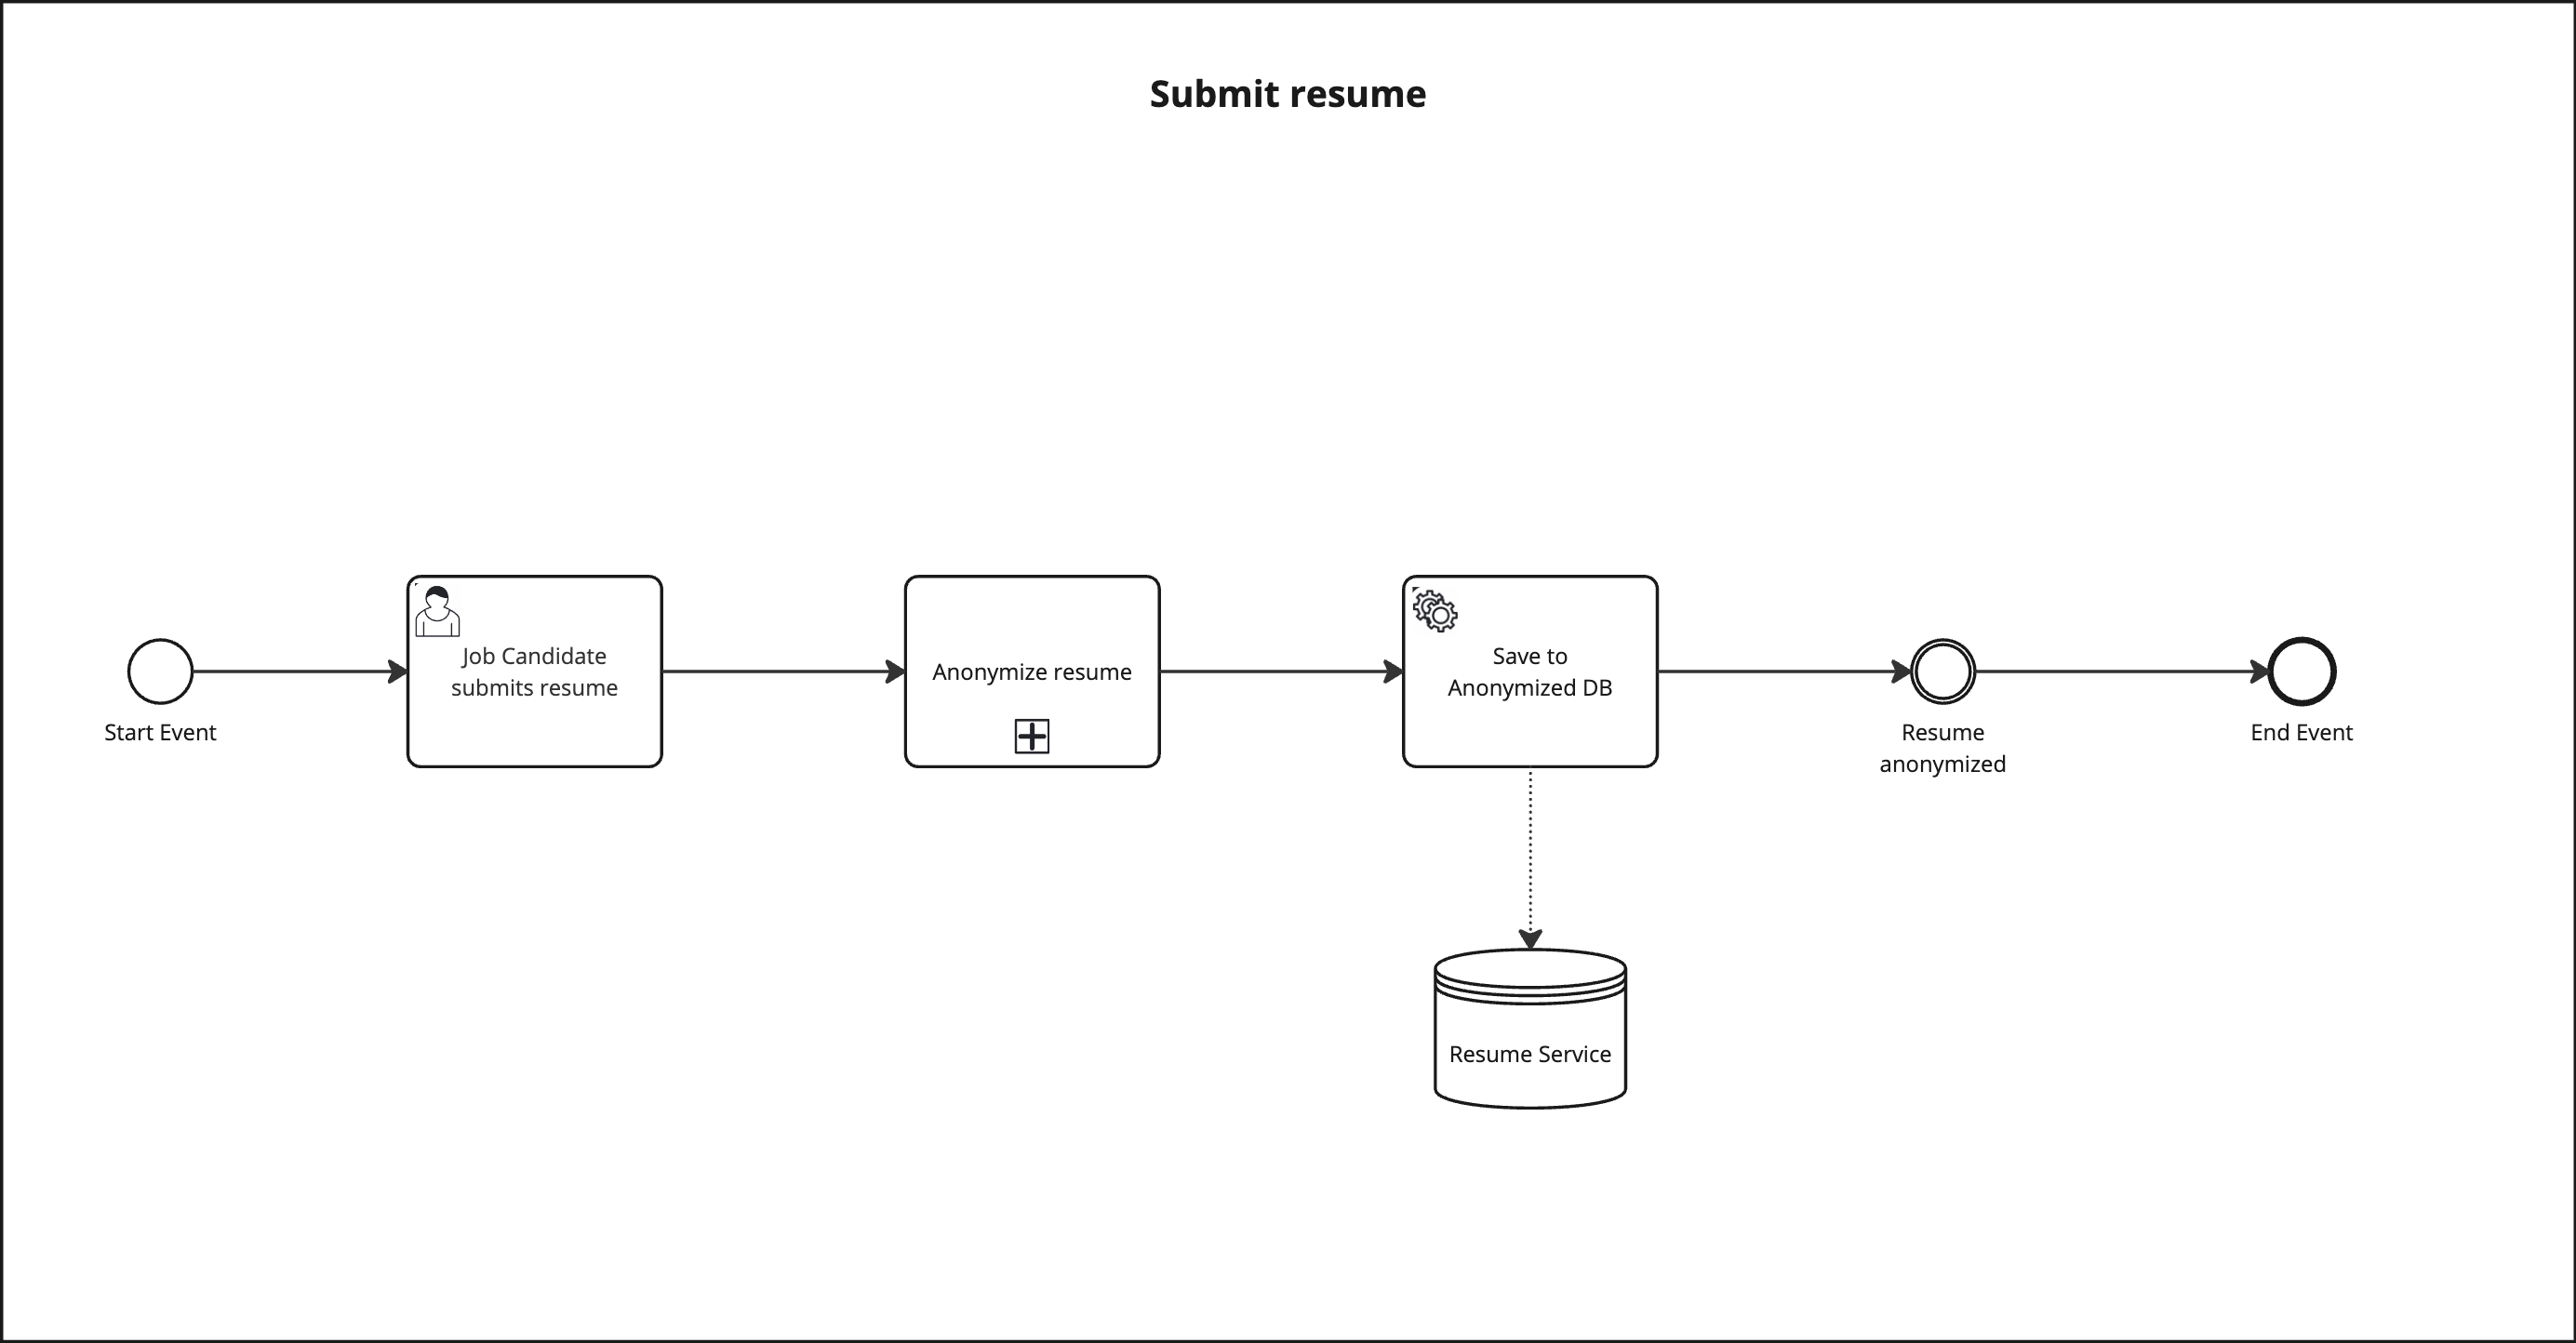 Submit resume
Job Candidate
submits resume
Anonymize resume
Save to
Anonymized DB
Start Event
Resume
anonymized
End Event
Resume Service